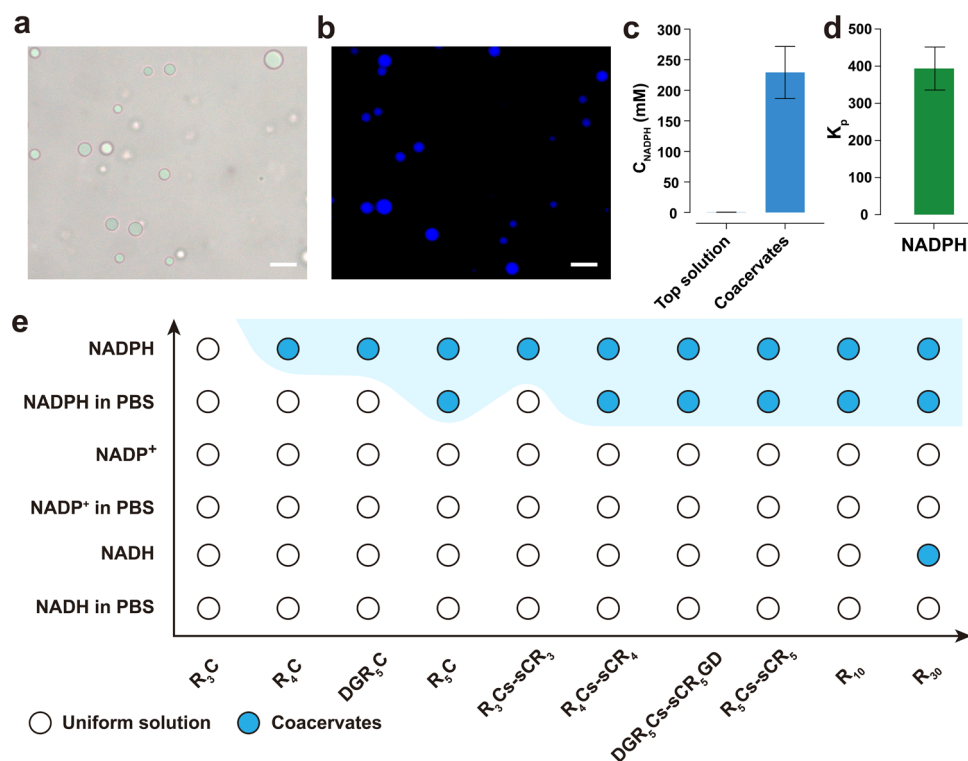 a
b
c
300
250
200
150
100
50
0
C_NADPH (mM)
Top solution
Coacervates
d
500
400
300
200
100
0
K_p
NADPH
e
NADPH
NADPH in PBS
NADP⁺
NADP⁺ in PBS
NADH
NADH in PBS
R₃C
R₄C
DGR₅C
R₅C
R₃Cs-sCR₃
R₄Cs-sCR₄
DGR₅Cs-sCR₅GD
R₅Cs-sCR₅
R₁₀
R₃₀
Uniform solution
Coacervates